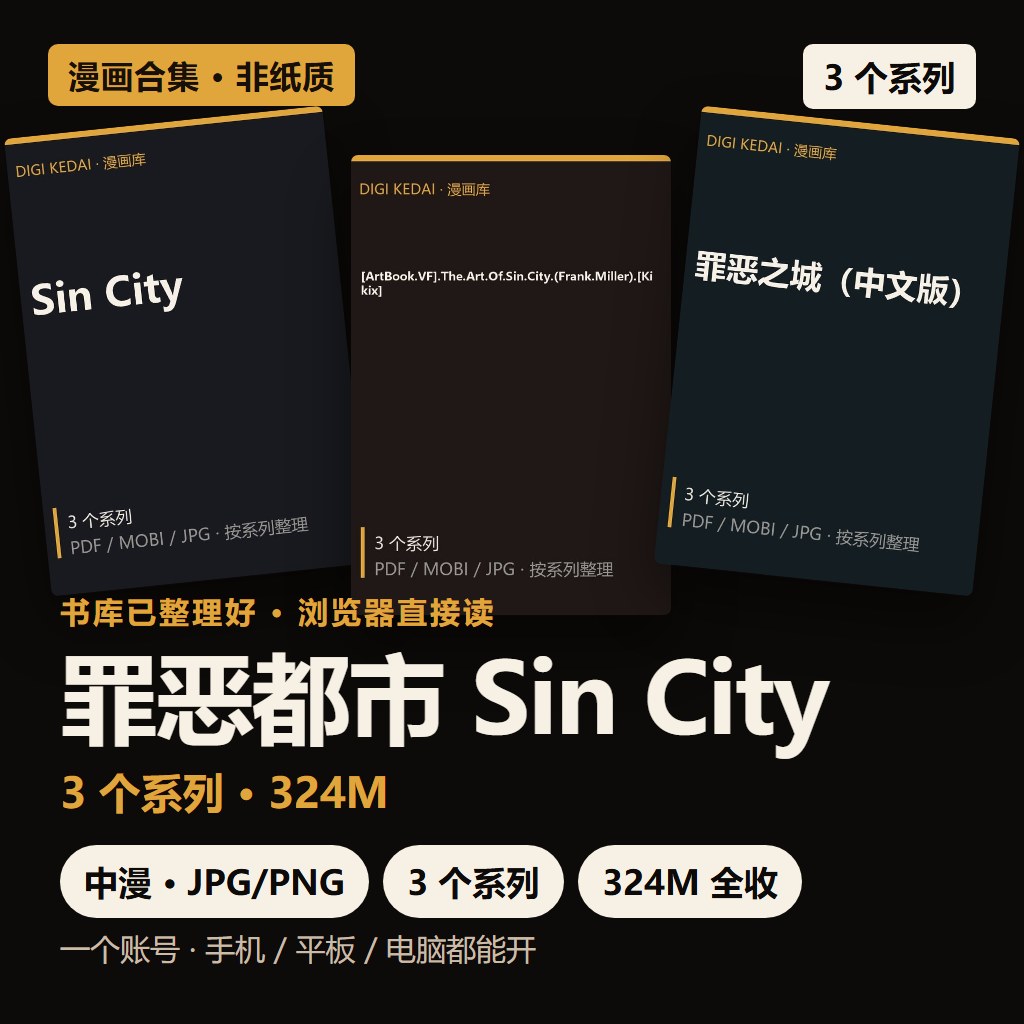 漫画合集 • 非纸质
3 个系列
DIGI KEDAI · 漫画库
Sin City
3 个系列
PDF / MOBI / JPG · 按系列整理
DIGI KEDAI · 漫画库
[ArtBook.VF].The.Art.Of.Sin.City.(Frank.Miller).[Ki
kix]
3 个系列
PDF / MOBI / JPG · 按系列整理
DIGI KEDAI · 漫画库
罪恶之城（中文版）
3 个系列
PDF / MOBI / JPG · 按系列整理
书库已整理好 • 浏览器直接读
罪恶都市 Sin City
3 个系列 • 324M
中漫 • JPG/PNG
3 个系列
324M 全收
一个账号 · 手机 / 平板 / 电脑都能开